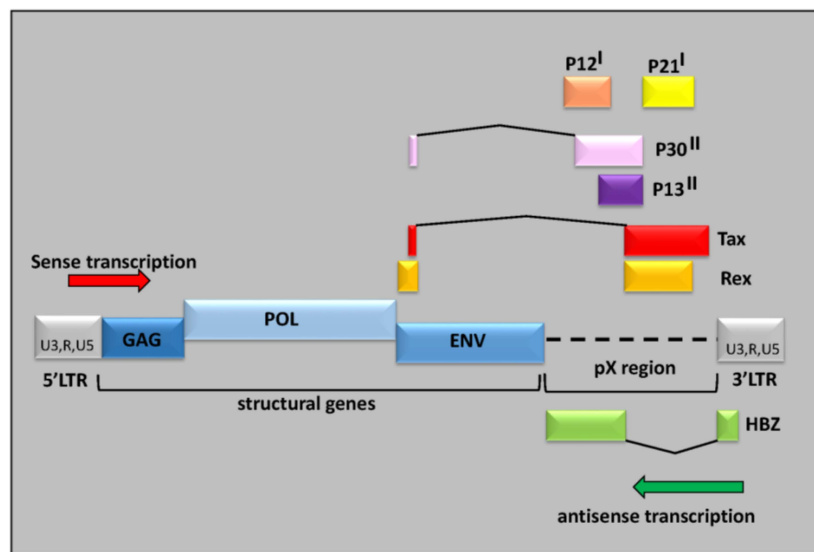 P12I P21I
P30II
P13II
Tax
Sense transcription
Rex
POL
U3,R,U5 GAG ENV U3,R,U5
5'LTR pX region 3'LTR
structural genes
HBZ
antisense transcription